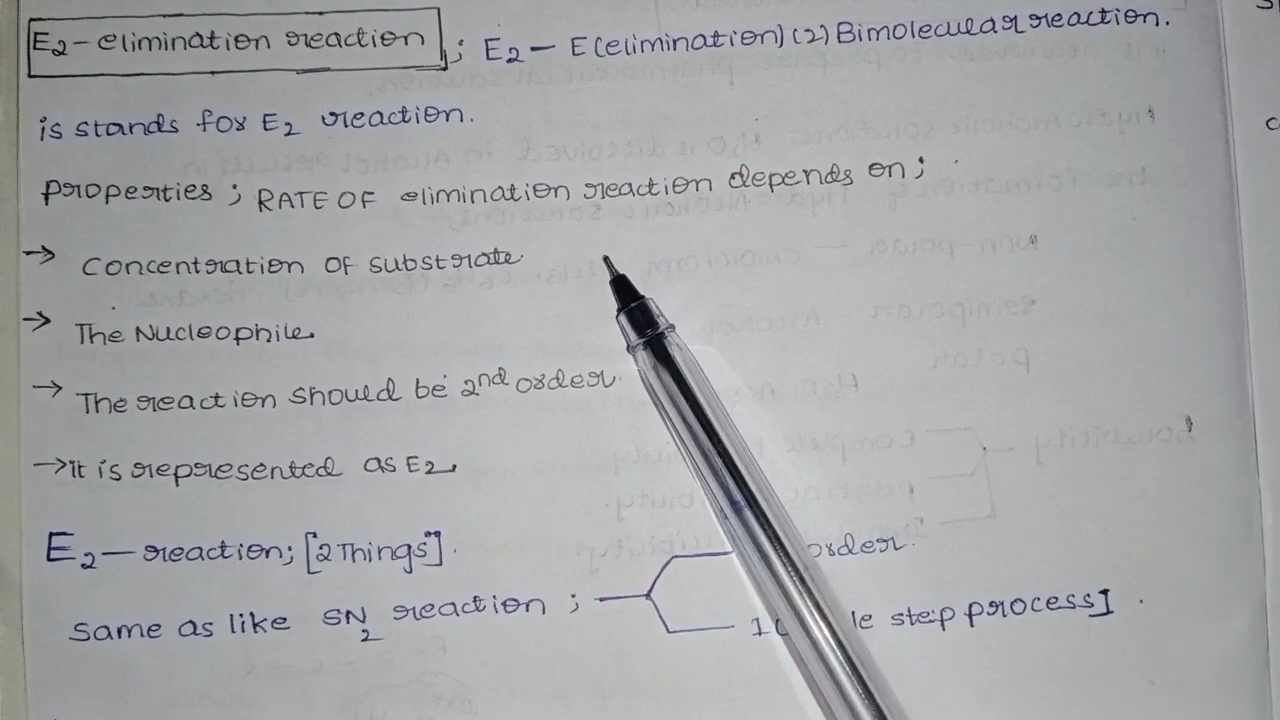 E2 - elimination reaction ; E2 — E(elimination) (2) Bimolecular reaction.
is stands for E2 reaction.
properties ; RATE OF elimination reaction depends on ;
→ concentration of substrate
→ The Nucleophile
→ The reaction should be 2nd order.
→ it is represented as E2
E2 — reaction; [2 Things].
order.
same as like SN2 reaction ;
step process]